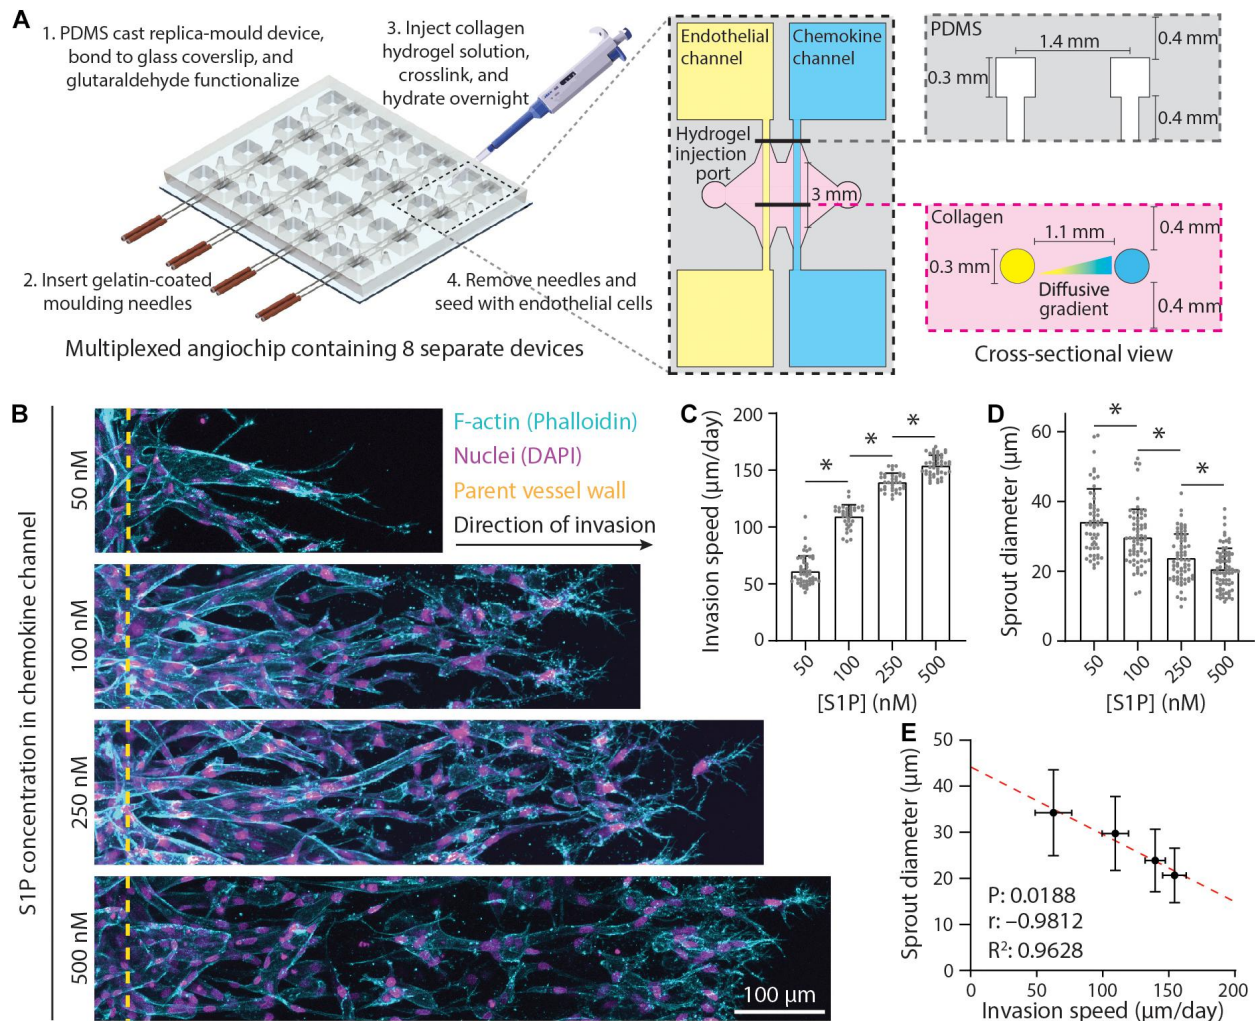 A
1. PDMS cast replica-mould device,
bond to glass coverslip, and
glutaraldehyde functionalize
3. Inject collagen
hydrogel solution,
crosslink, and
hydrate overnight
2. Insert gelatin-coated
moulding needles
4. Remove needles and
seed with endothelial cells
Multiplexed angiochip containing 8 separate devices
Endothelial
channel
Chemokine
channel
Hydrogel
injection
port
3 mm
PDMS
1.4 mm
0.4 mm
0.3 mm
0.4 mm
Collagen
1.1 mm
0.4 mm
0.3 mm
Diffusive
gradient
0.4 mm
Cross-sectional view
B
S1P concentration in chemokine channel
50 nM
100 nM
250 nM
500 nM
F-actin (Phalloidin)
Nuclei (DAPI)
Parent vessel wall
Direction of invasion
100 µm
C
Invasion speed (µm/day)
200
150
100
50
0
* * *
50 100 250 500
[S1P] (nM)
D
Sprout diameter (µm)
60
40
20
0
* * *
50 100 250 500
[S1P] (nM)
E
Sprout diameter (µm)
50
40
30
20
10
0
P: 0.0188
r: −0.9812
R²: 0.9628
0 50 100 150 200
Invasion speed (µm/day)